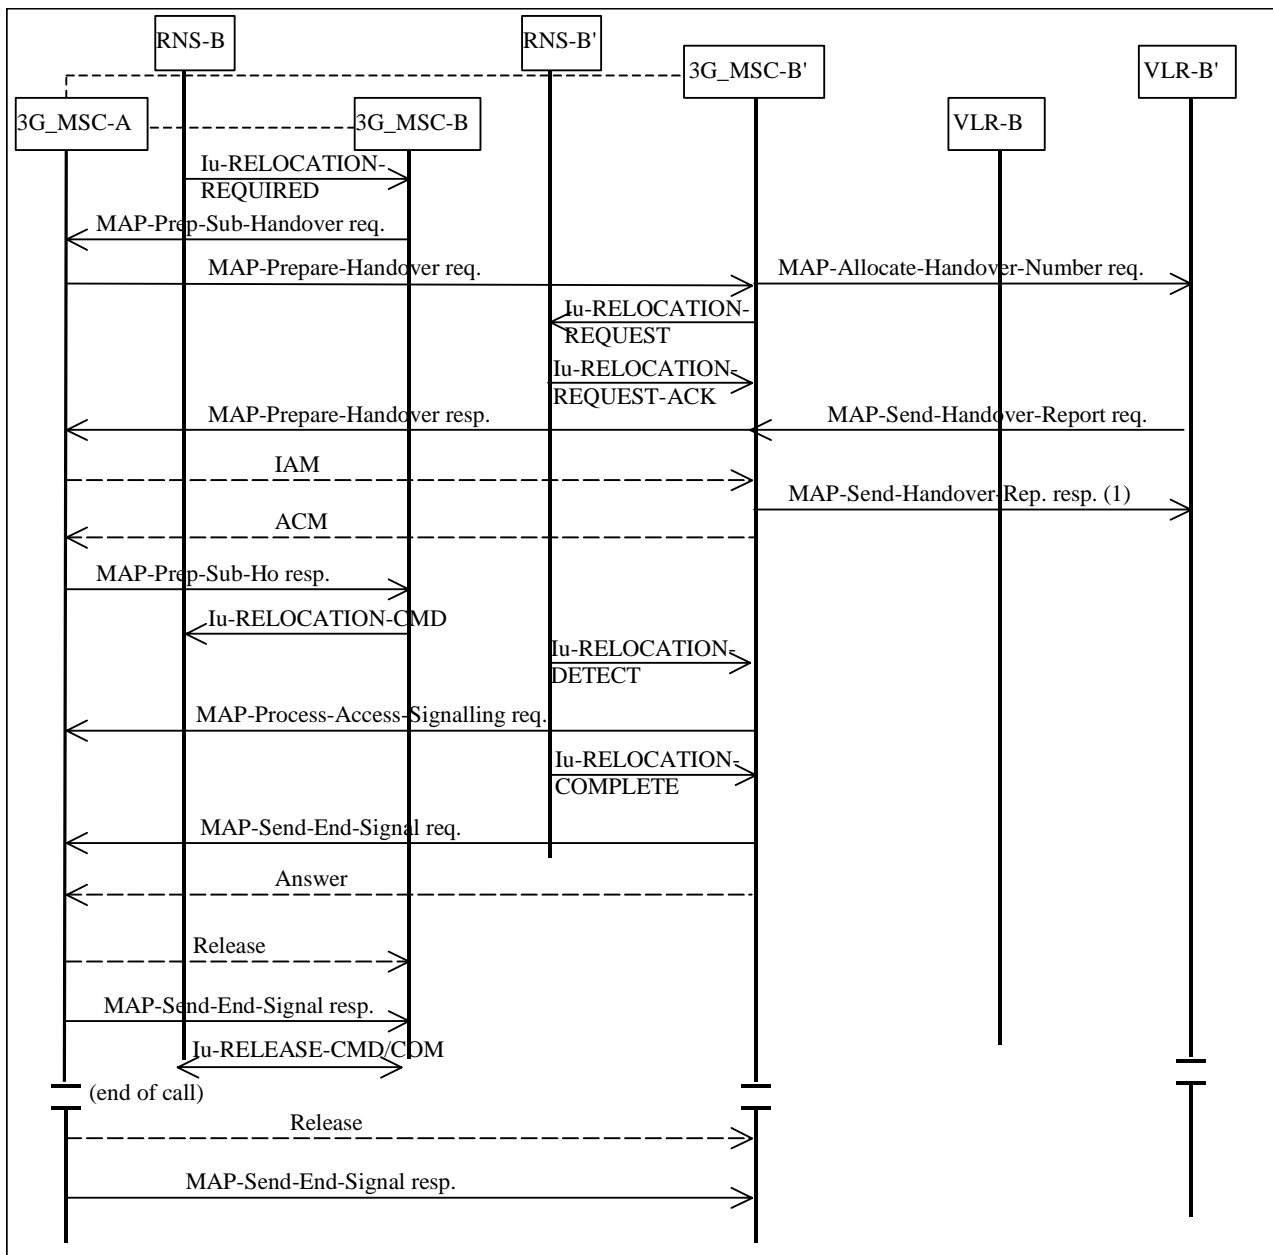 RNS-B
RNS-B'
3G_MSC-B'
VLR-B'
3G_MSC-A
3G_MSC-B
VLR-B
Iu-RELOCATION-
REQUIRED
MAP-Prep-Sub-Handover req.
MAP-Prepare-Handover req.
MAP-Allocate-Handover-Number req.
Iu-RELOCATION-
REQUEST
Iu-RELOCATION-
REQUEST-ACK
MAP-Prepare-Handover resp.
MAP-Send-Handover-Report req.
IAM
MAP-Send-Handover-Rep. resp. (1)
ACM
MAP-Prep-Sub-Ho resp.
Iu-RELOCATION-CMD
Iu-RELOCATION-
DETECT
MAP-Process-Access-Signalling req.
Iu-RELOCATION-
COMPLETE
MAP-Send-End-Signal req.
Answer
Release
MAP-Send-End-Signal resp.
Iu-RELEASE-CMD/COM
(end of call)
Release
MAP-Send-End-Signal resp.